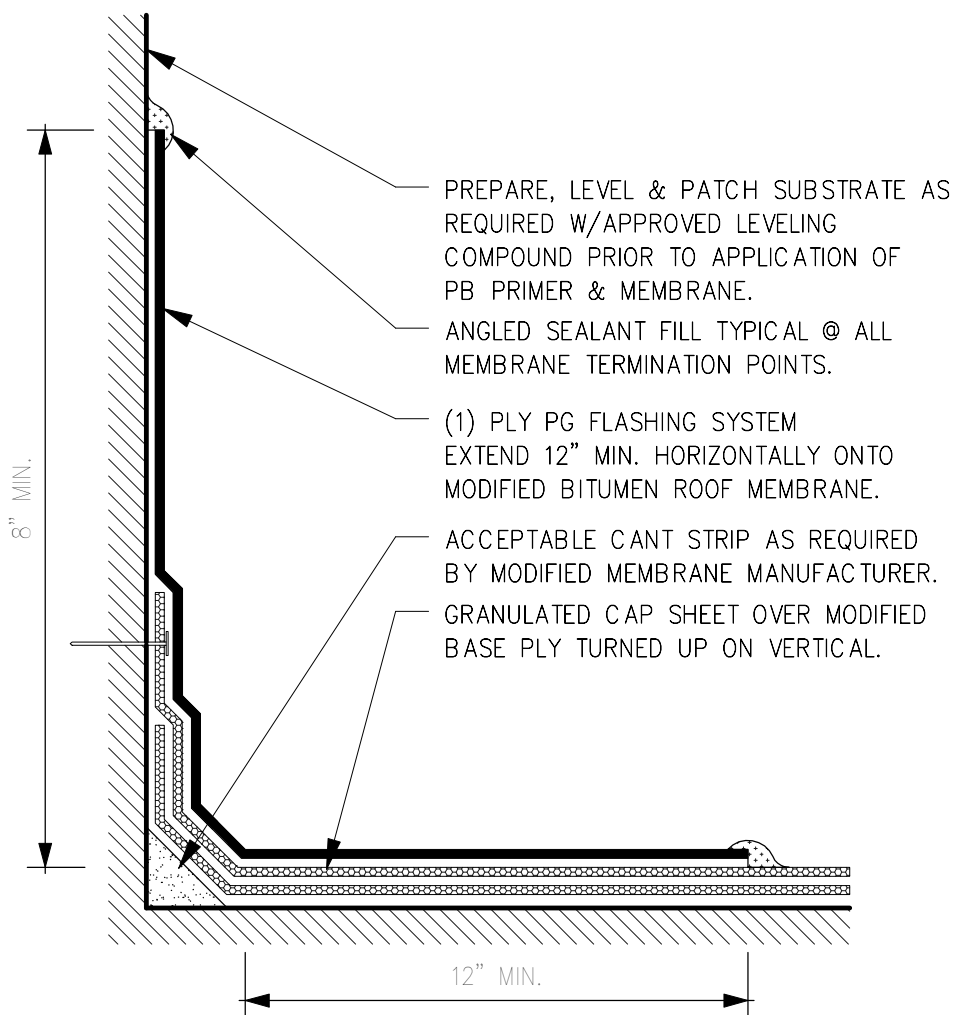 PREPARE, LEVEL & PATCH SUBSTRATE AS
REQUIRED W/APPROVED LEVELING
COMPOUND PRIOR TO APPLICATION OF
PB PRIMER & MEMBRANE.
ANGLED SEALANT FILL TYPICAL @ ALL
MEMBRANE TERMINATION POINTS.
(1) PLY PG FLASHING SYSTEM
EXTEND 12" MIN. HORIZONTALLY ONTO
MODIFIED BITUMEN ROOF MEMBRANE.
ACCEPTABLE CANT STRIP AS REQUIRED
BY MODIFIED MEMBRANE MANUFACTURER.
GRANULATED CAP SHEET OVER MODIFIED
BASE PLY TURNED UP ON VERTICAL.
8" MIN.
12" MIN.